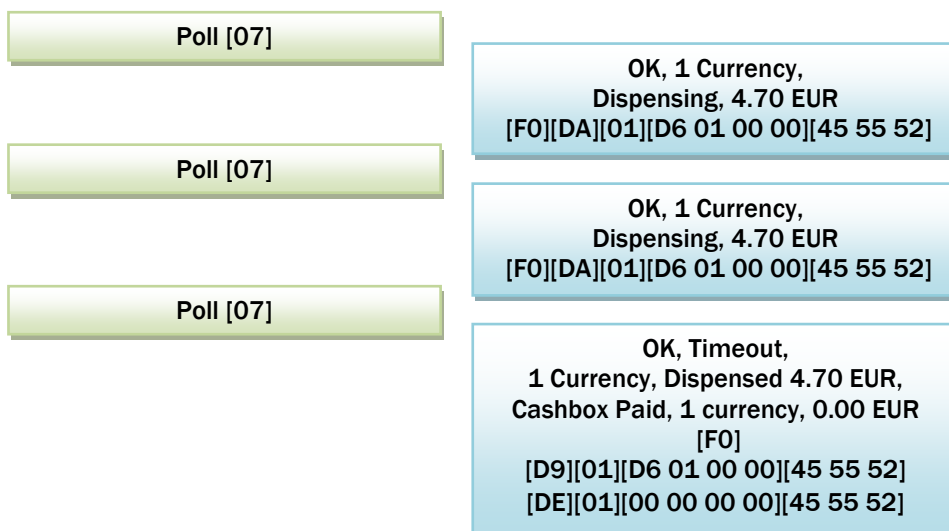 Poll [07]
OK, 1 Currency,
Dispensing, 4.70 EUR
[F0][DA][01][D6 01 00 00][45 55 52]
Poll [07]
OK, 1 Currency,
Dispensing, 4.70 EUR
[F0][DA][01][D6 01 00 00][45 55 52]
Poll [07]
OK, Timeout,
1 Currency, Dispensed 4.70 EUR,
Cashbox Paid, 1 currency, 0.00 EUR
[F0]
[D9][01][D6 01 00 00][45 55 52]
[DE][01][00 00 00 00][45 55 52]